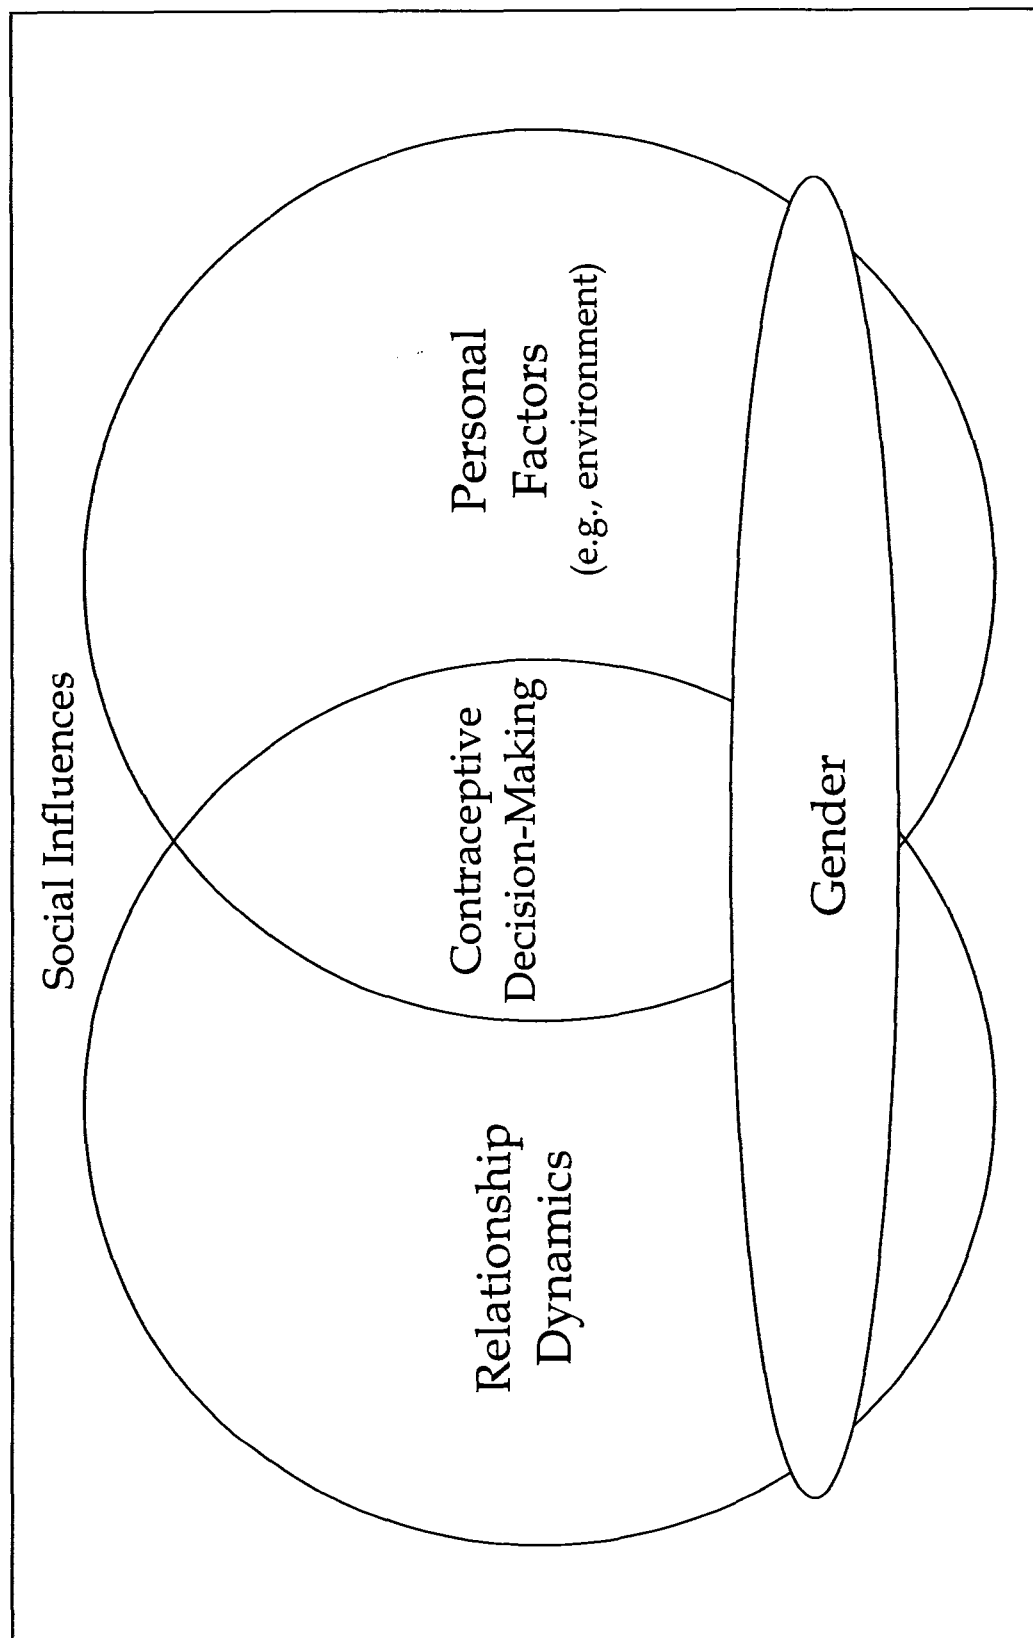 Social Influences
Relationship
Dynamics
Contraceptive
Decision-Making
Personal
Factors
(e.g., environment)
Gender